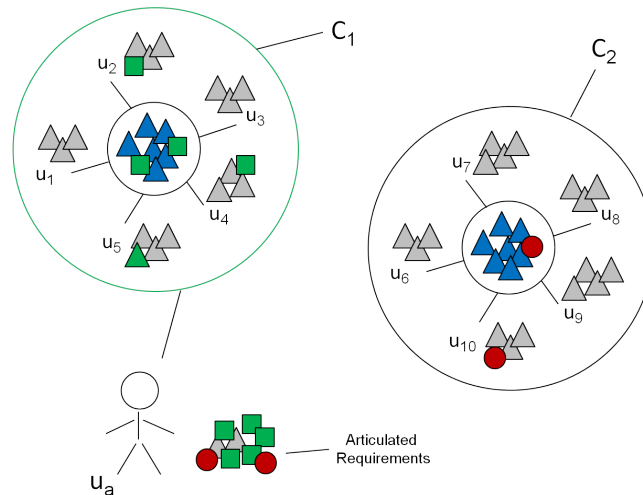 C1
C2
u2
u3
u1
u4
u5
u7
u8
u6
u9
u10
ua
Articulated
Requirements